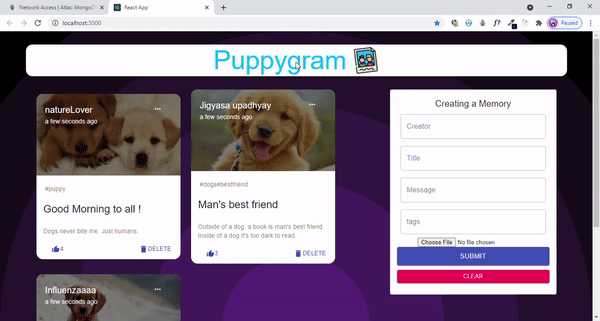 Network Access | Atlas: MongoD
React App
localhost:3000
Paused
Puppygram
natureLover
a few seconds ago
#puppy
Good Morning to all !
Dogs never bite me. Just humans.
4
DELETE
Jigyasa upadhyay
a few seconds ago
#dogs#bestfriend
Man's best friend
Outside of a dog, a book is man's best friend.
Inside of a dog it's too dark to read.
3
DELETE
Influenzaaaa
a few seconds ago
Creating a Memory
Creator
Title
Message
tags
Choose File No file chosen
SUBMIT
CLEAR